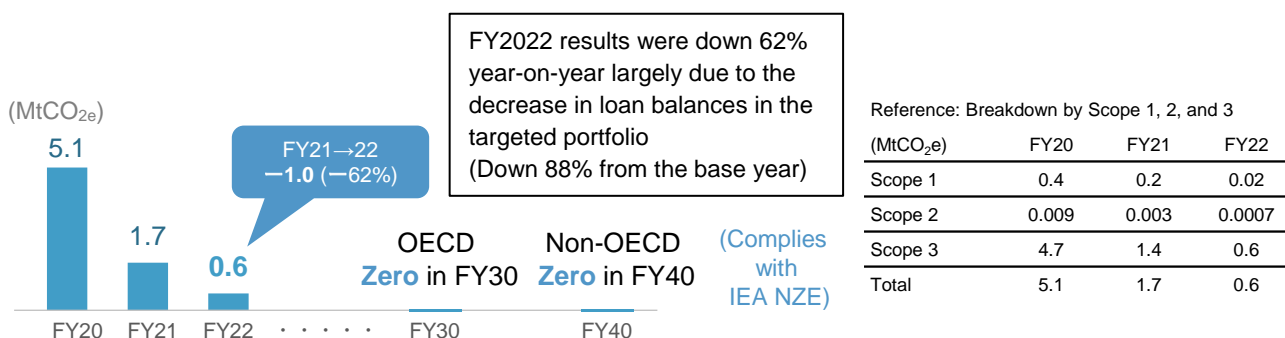 FY2022 results were down 62%
year-on-year largely due to the
decrease in loan balances in the
targeted portfolio
(Down 88% from the base year)
(MtCO2e)
5.1
1.7
0.6
FY21→22
－1.0 (－62%)
OECD
Zero in FY30
Non-OECD
Zero in FY40
(Complies
with
IEA NZE)
FY20 FY21 FY22 · · · · · FY30 FY40
Reference: Breakdown by Scope 1, 2, and 3
(MtCO2e) FY20 FY21 FY22
Scope 1 0.4 0.2 0.02
Scope 2 0.009 0.003 0.0007
Scope 3 4.7 1.4 0.6
Total 5.1 1.7 0.6